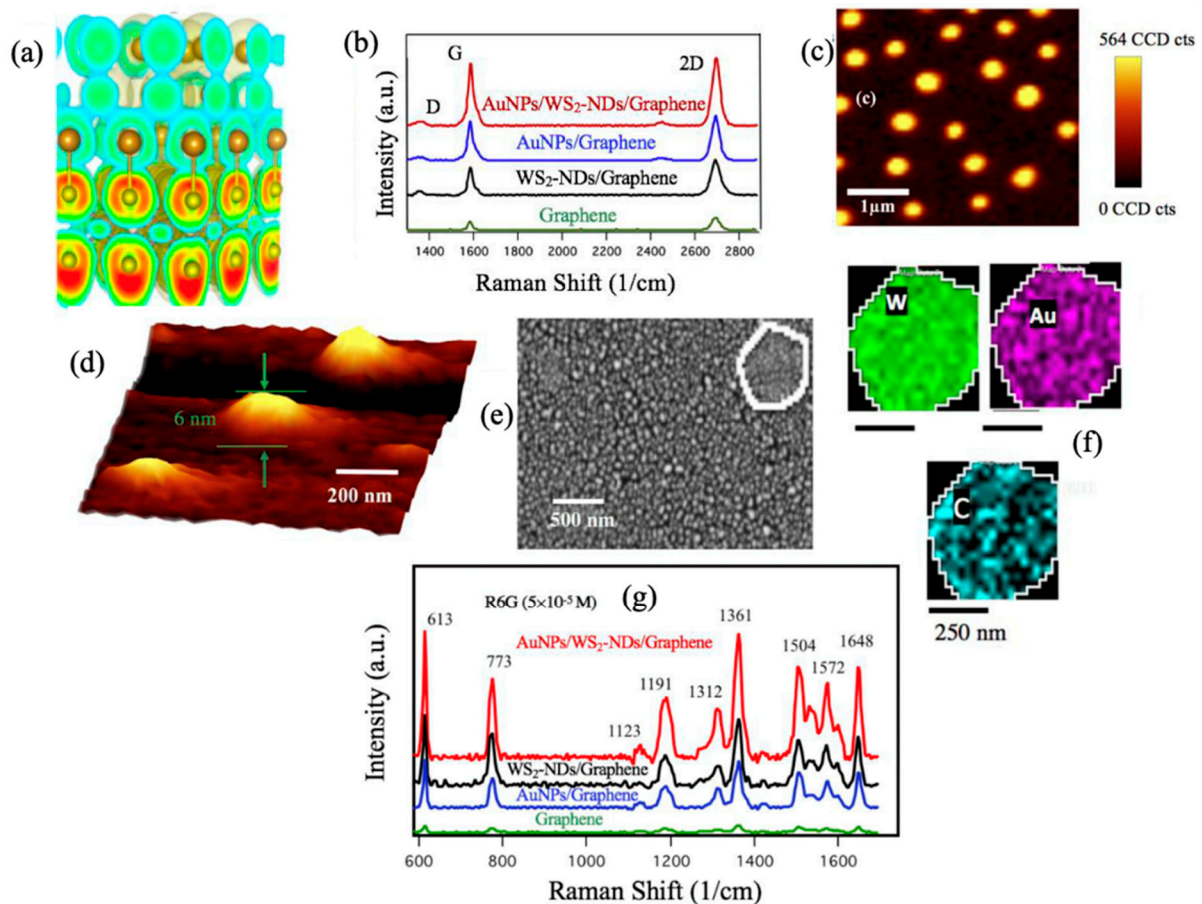 (a)
(b)
G
2D
D
AuNPs/WS₂-NDs/Graphene
AuNPs/Graphene
WS₂-NDs/Graphene
Graphene
Intensity (a.u.)
1400 1600 1800 2000 2200 2400 2600 2800
Raman Shift (1/cm)
(c)
(c)
1µm
564 CCD cts
0 CCD cts
(d)
6 nm
200 nm
(e)
500 nm
W
Au
(f)
C
250 nm
R6G (5×10⁻⁵ M)
(g)
613
773
1123
1191
1312
1361
1504
1572
1648
AuNPs/WS₂-NDs/Graphene
WS₂-NDs/Graphene
AuNPs/Graphene
Graphene
Intensity (a.u.)
600 800 1000 1200 1400 1600
Raman Shift (1/cm)